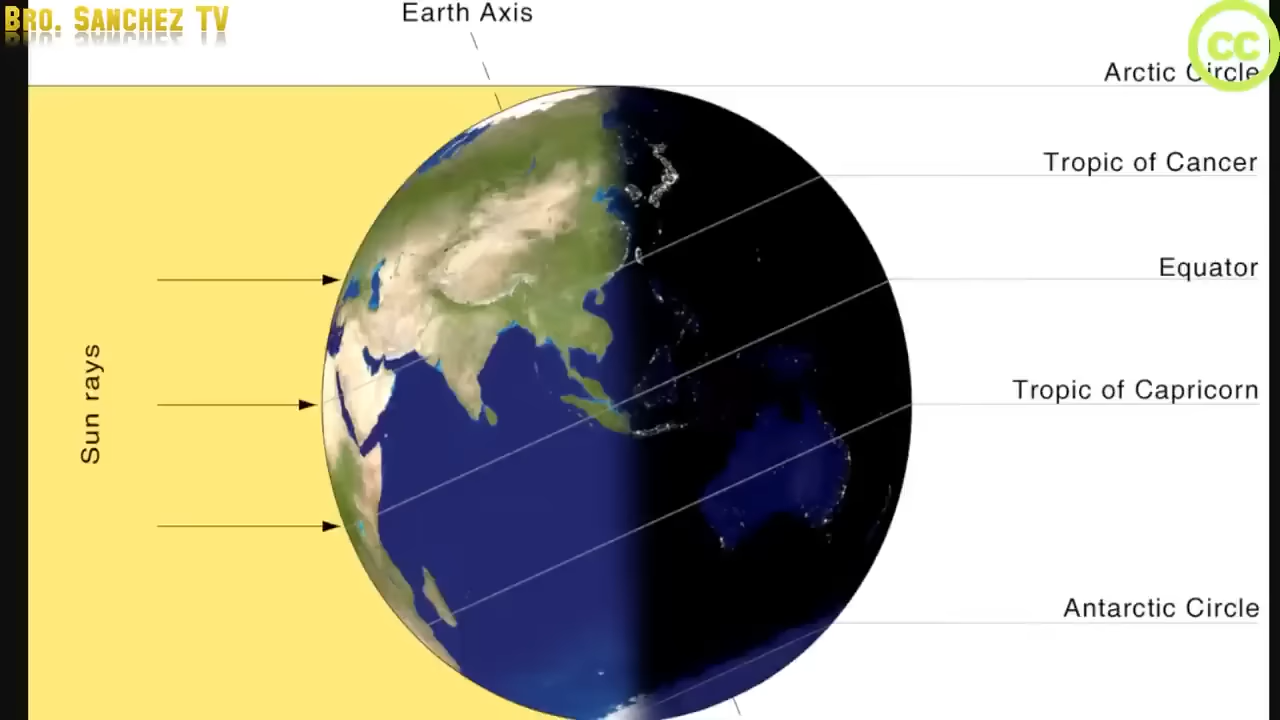 BRO. SANCHEZ TV
Earth Axis
cc
Arctic Circle
Tropic of Cancer
Equator
Sun rays
Tropic of Capricorn
Antarctic Circle